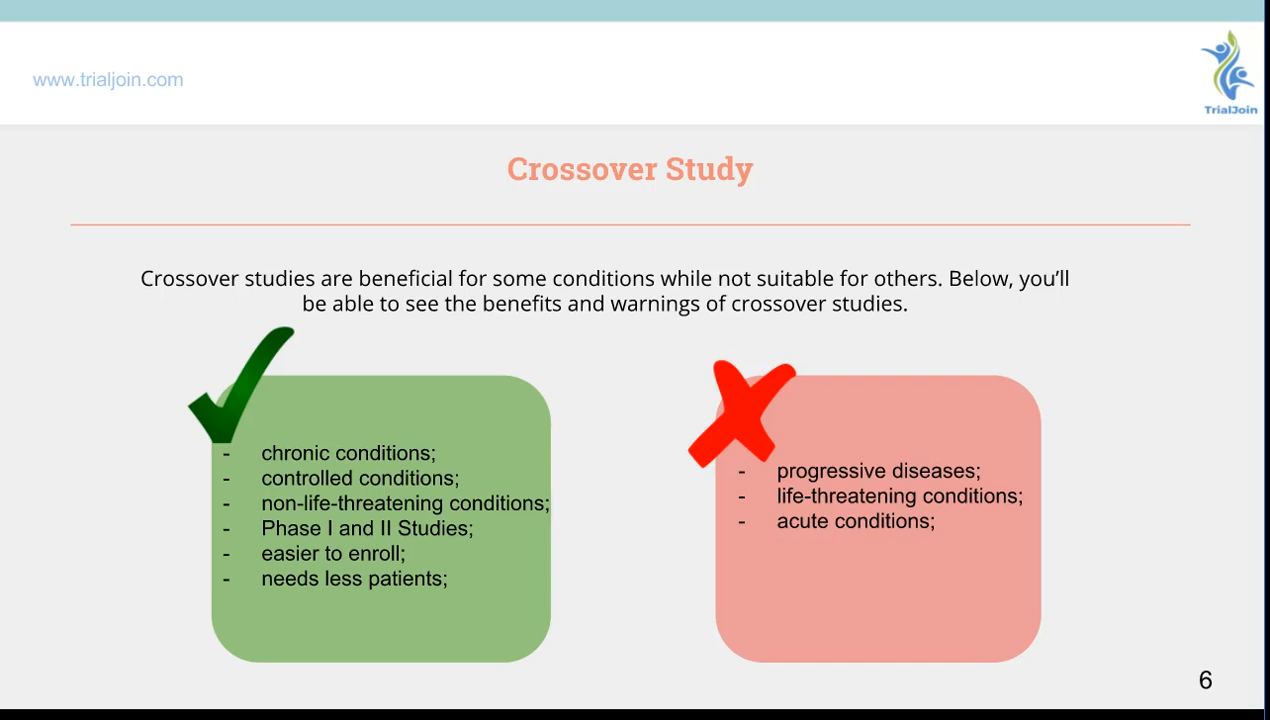 www.trialjoin.com
TrialJoin
Crossover Study
Crossover studies are beneficial for some conditions while not suitable for others. Below, you’ll
be able to see the benefits and warnings of crossover studies.
- chronic conditions;
- controlled conditions;
- non-life-threatening conditions;
- Phase I and II Studies;
- easier to enroll;
- needs less patients;
- progressive diseases;
- life-threatening conditions;
- acute conditions;
6